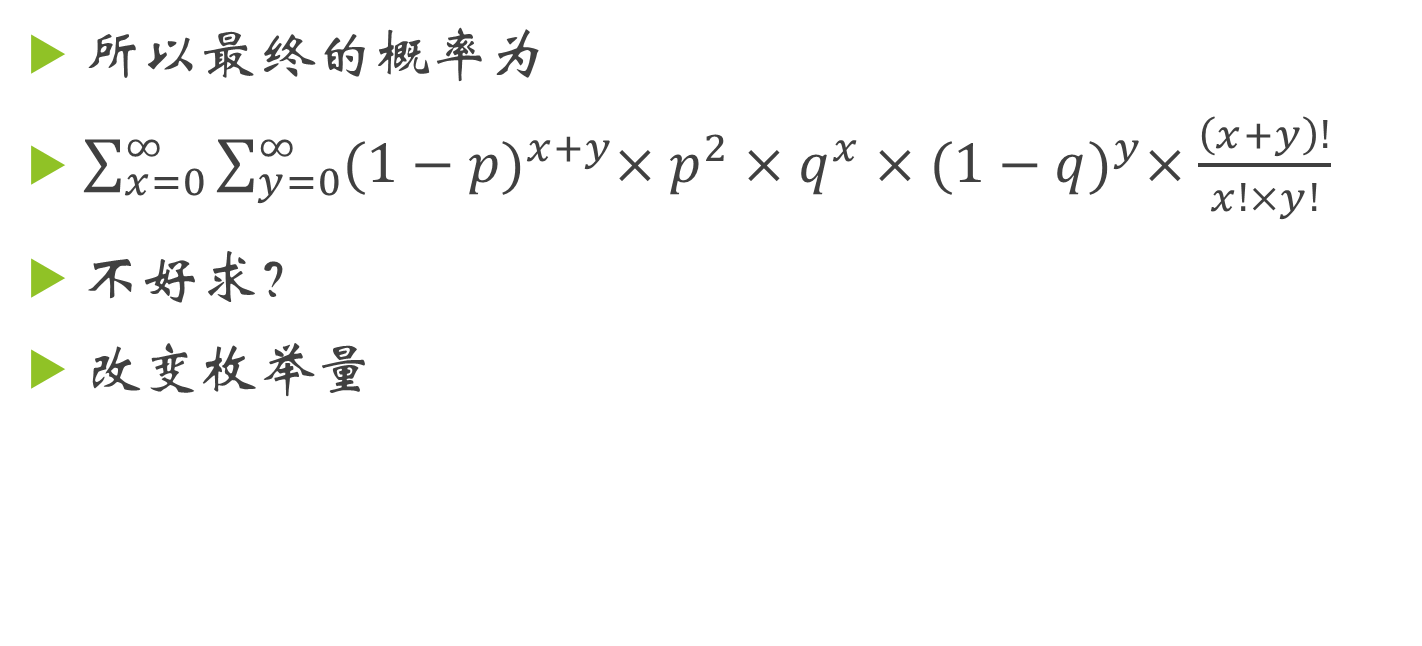 所以最终的概率为
∑_{x=0}^{∞} ∑_{y=0}^{∞} (1 − p)^{x+y} × p^2 × q^x × (1 − q)^y × \frac{(x+y)!}{x!×y!}
不好求?
改变枚举量